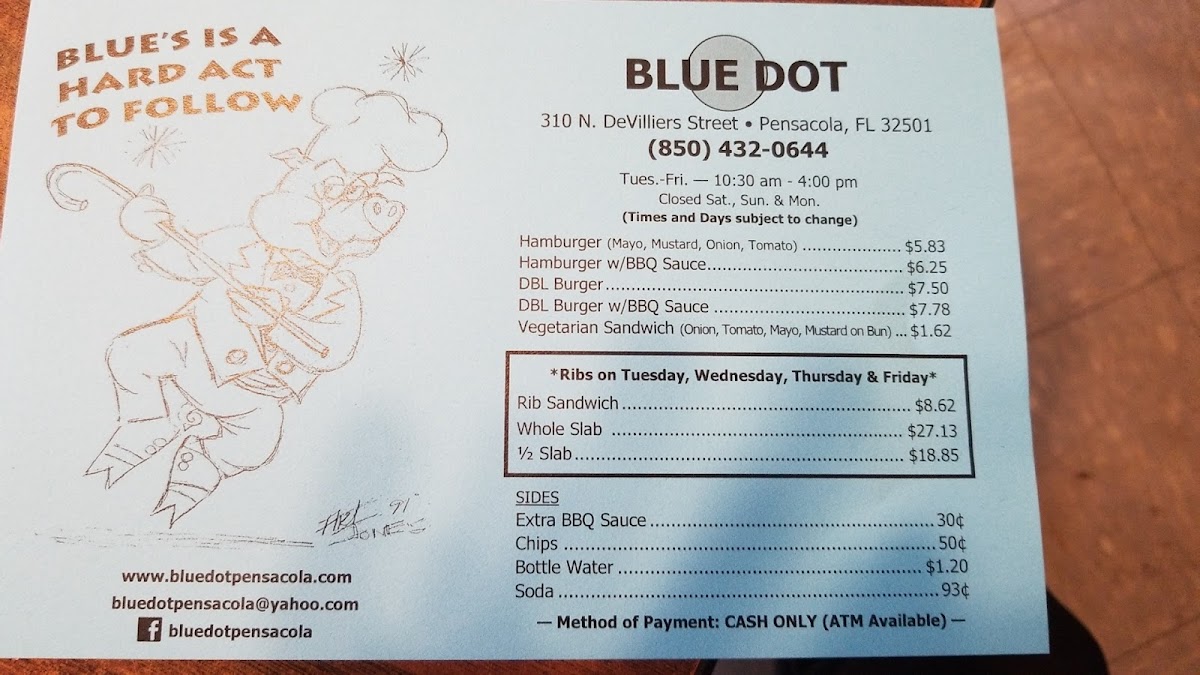 BLUE'S IS A
HARD ACT
TO FOLLOW
ART 91'
JONES
www.bluedotpensacola.com
bluedotpensacola@yahoo.com
f bluedotpensacola
BLUE DOT
310 N. DeVilliers Street • Pensacola, FL 32501
(850) 432-0644
Tues.-Fri. — 10:30 am - 4:00 pm
Closed Sat., Sun. & Mon.
(Times and Days subject to change)
Hamburger (Mayo, Mustard, Onion, Tomato) .................... $5.83
Hamburger w/BBQ Sauce........................................ $6.25
DBL Burger............................................................. $7.50
DBL Burger w/BBQ Sauce ....................................... $7.78
Vegetarian Sandwich (Onion, Tomato, Mayo, Mustard on Bun) ... $1.62
*Ribs on Tuesday, Wednesday, Thursday & Friday*
Rib Sandwich........................................................... $8.62
Whole Slab ........................................................... $27.13
½ Slab.................................................................. $18.85
SIDES
Extra BBQ Sauce.......................................................30¢
Chips .........................................................................50¢
Bottle Water ............................................................. $1.20
Soda ..........................................................................93¢
— Method of Payment: CASH ONLY (ATM Available) —